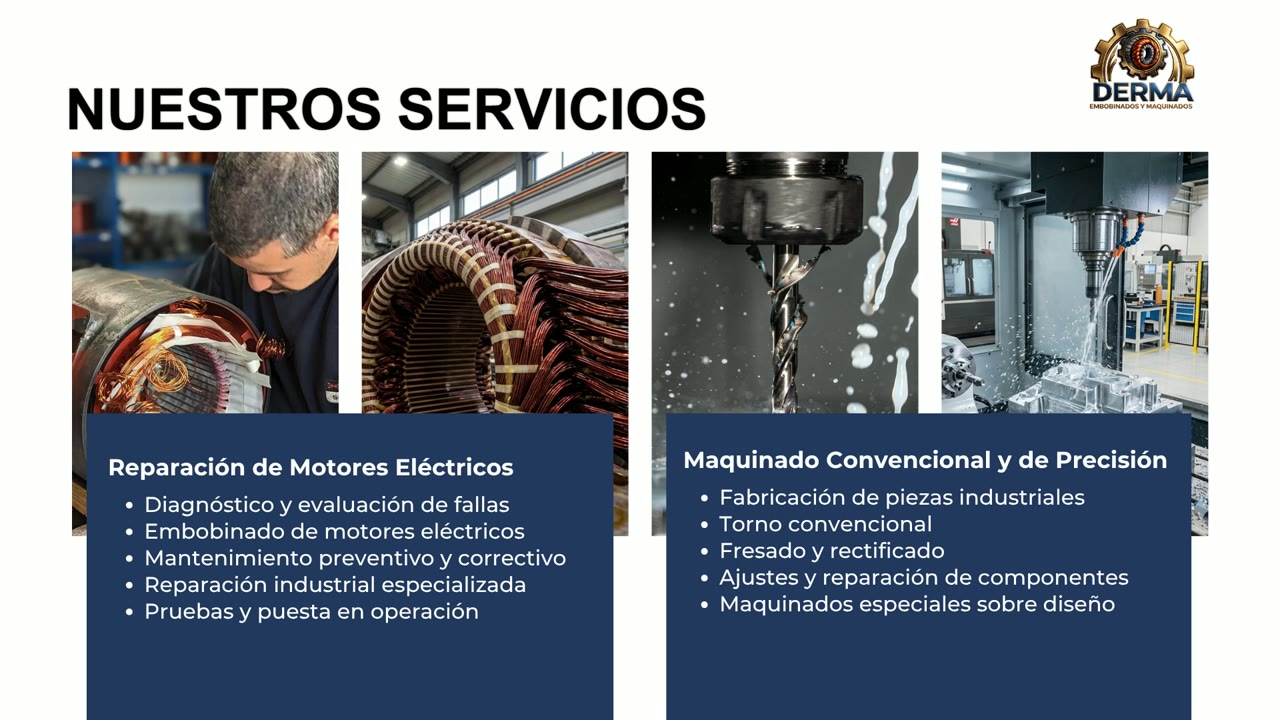 DERMA
EMBOBINADOS Y MAQUINADOS
NUESTROS SERVICIOS
Reparación de Motores Eléctricos
• Diagnóstico y evaluación de fallas
• Embobinado de motores eléctricos
• Mantenimiento preventivo y correctivo
• Reparación industrial especializada
• Pruebas y puesta en operación
Maquinado Convencional y de Precisión
• Fabricación de piezas industriales
• Torno convencional
• Fresado y rectificado
• Ajustes y reparación de componentes
• Maquinados especiales sobre diseño